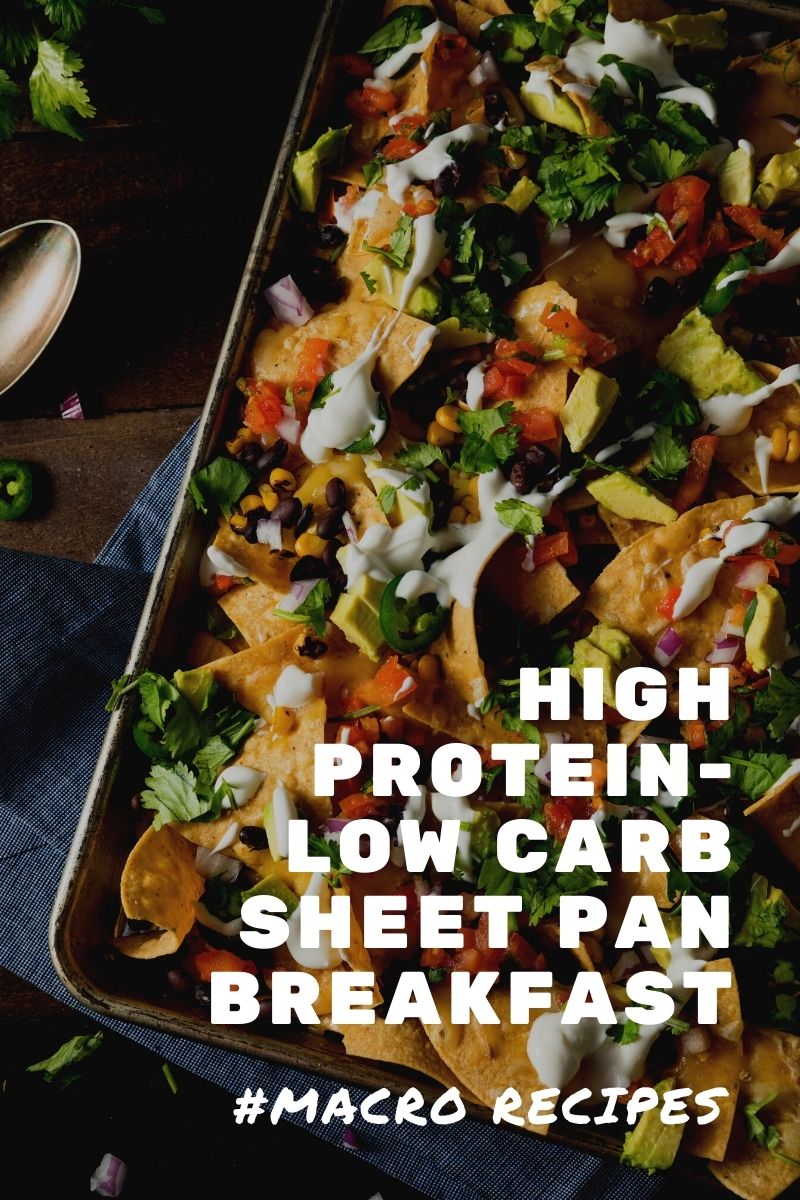 HIGH
PROTEIN-
LOW CARB
SHEET PAN
BREAKFAST
#MACRO RECIPES